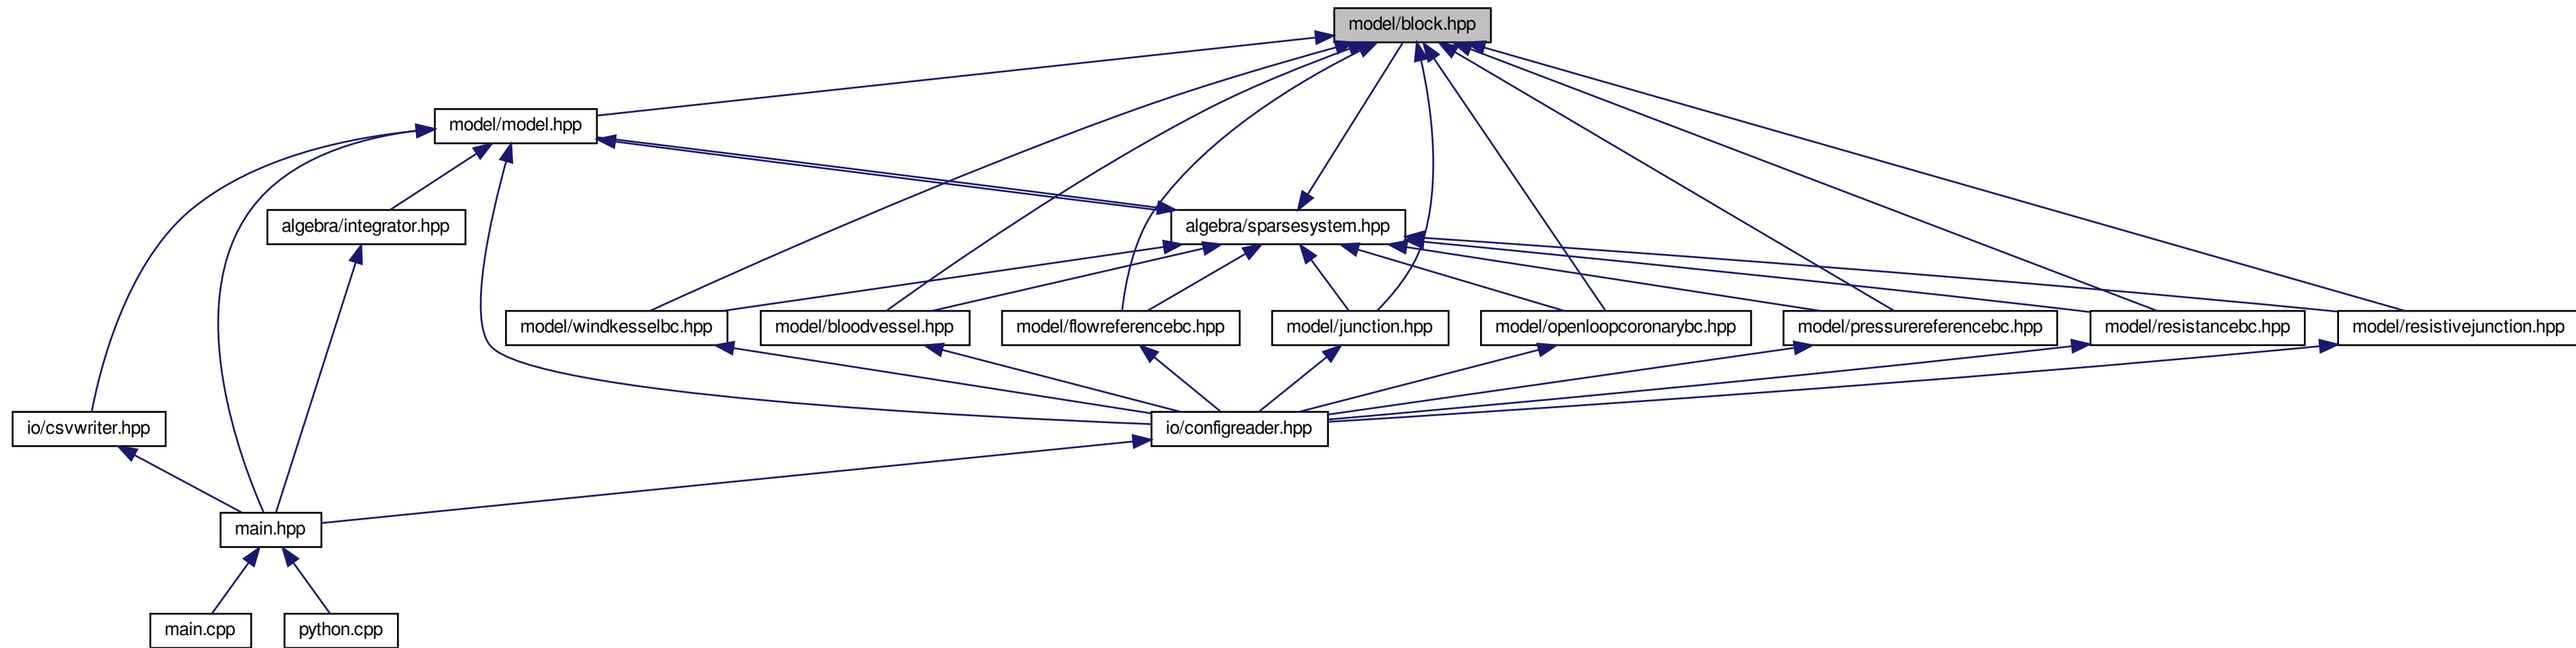 model/block.hpp
model/model.hpp
algebra/integrator.hpp
algebra/sparsesystem.hpp
model/windkesselbc.hpp
model/bloodvessel.hpp
model/flowreferencebc.hpp
model/junction.hpp
model/openloopcoronarybc.hpp
model/pressurereferencebc.hpp
model/resistancebc.hpp
model/resistivejunction.hpp
io/csvwriter.hpp
io/configreader.hpp
main.hpp
main.cpp
python.cpp